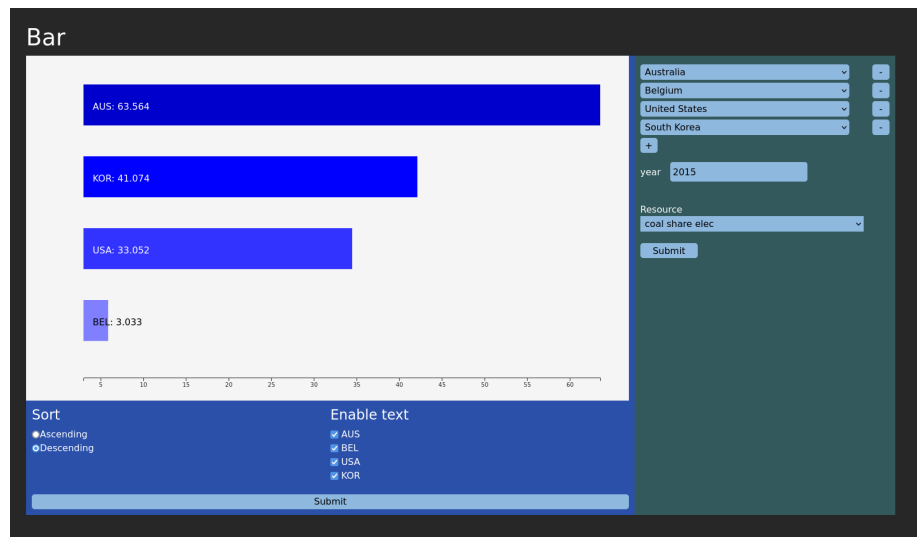 Bar
AUS: 63.564
KOR: 41.074
USA: 33.052
BEL: 3.033
5 10 15 20 25 30 35 40 45 50 55 60
Sort
Ascending
Descending
Enable text
AUS
BEL
USA
KOR
Submit
Australia -
Belgium -
United States -
South Korea -
+
year 2015
Resource
coal share elec
Submit